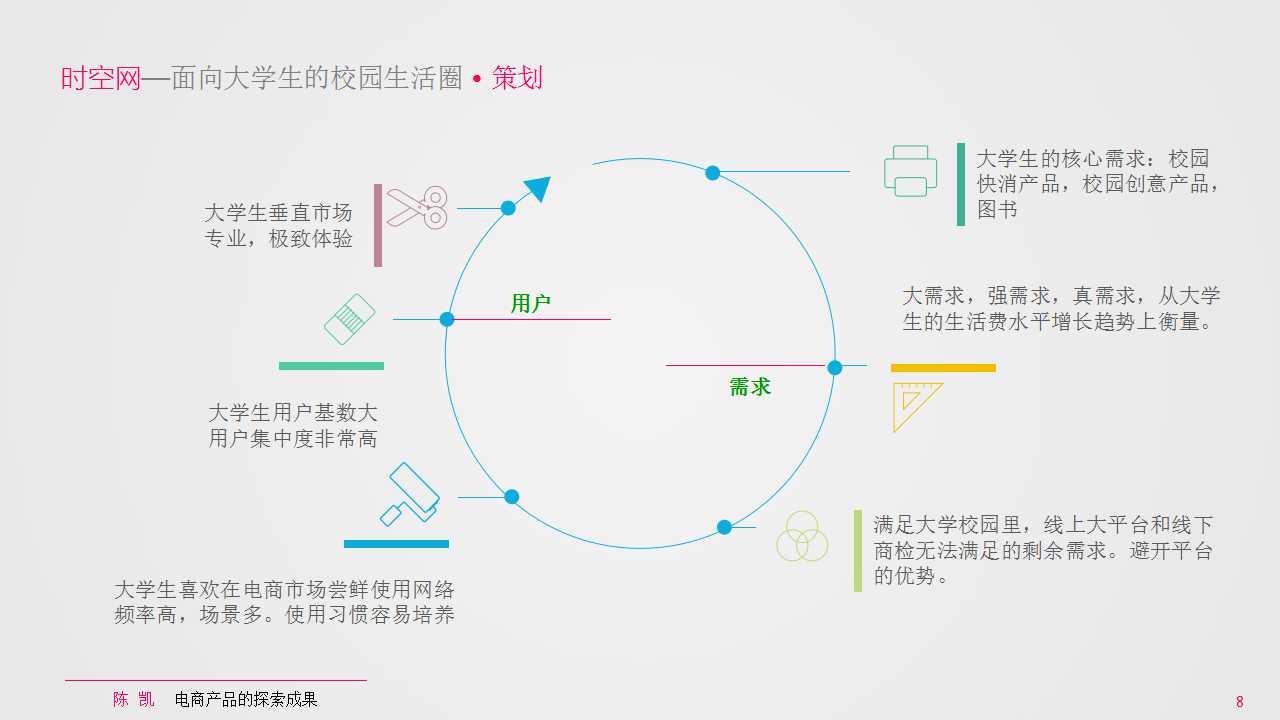 时空网—面向大学生的校园生活圈 • 策划
大学生垂直市场
专业，极致体验
大学生用户基数大
用户集中度非常高
大学生喜欢在电商市场尝鲜使用网络
频率高，场景多。使用习惯容易培养
用户
需求
大学生的核心需求：校园
快消产品，校园创意产品，
图书
大需求，强需求，真需求，从大学
生的生活费水平增长趋势上衡量。
满足大学校园里，线上大平台和线下
商检无法满足的剩余需求。避开平台
的优势。
陈 凯 电商产品的探索成果
8